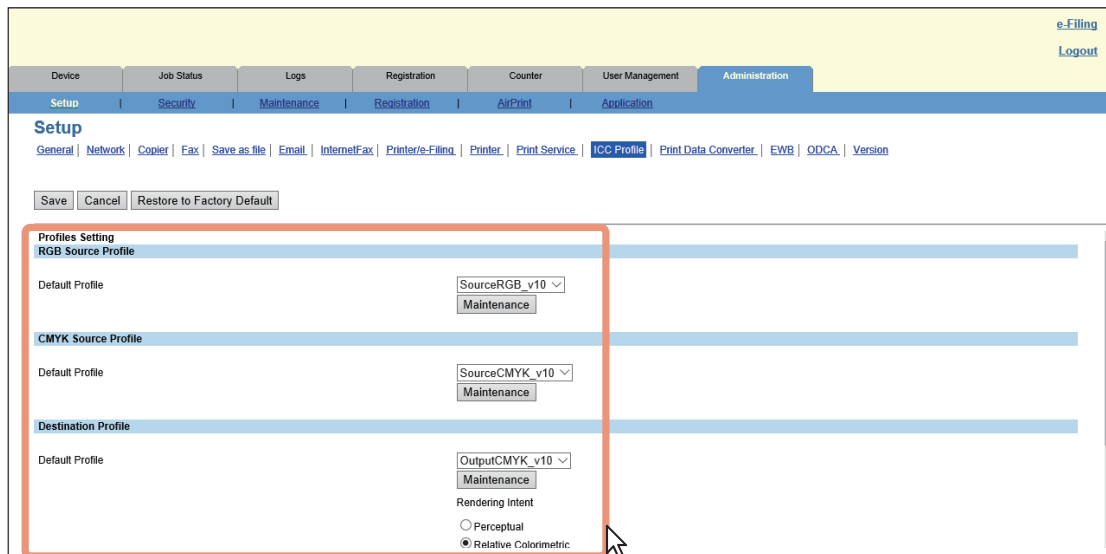 e-Filing
Logout
Device Job Status Logs Registration Counter User Management Administration
Setup | Security | Maintenance | Registration | AirPrint | Application
Setup
General | Network | Copier | Fax | Save as file | Email | InternetFax | Printer/e-Filing | Printer | Print Service | ICC Profile | Print Data Converter | EWB | ODCA | Version
Save Cancel Restore to Factory Default
Profiles Setting
RGB Source Profile
Default Profile SourceRGB_v10
Maintenance
CMYK Source Profile
Default Profile SourceCMYK_v10
Maintenance
Destination Profile
Default Profile OutputCMYK_v10
Maintenance
Rendering Intent
Perceptual
Relative Colorimetric